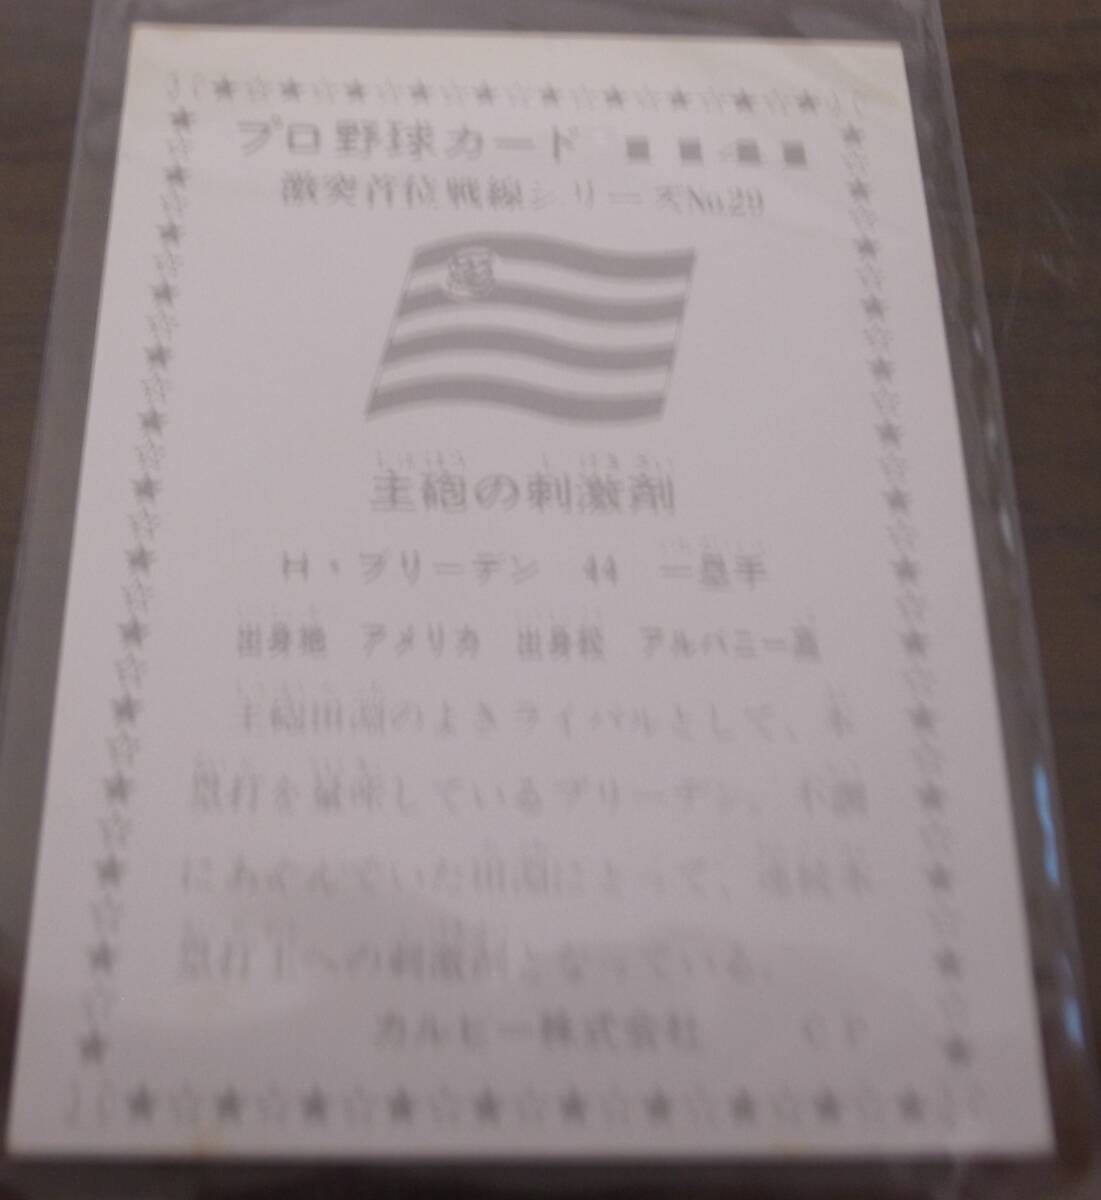 プロ野球カード
激突首位戦線シリーズNo.29
主砲の刺激剤
H・ブリーデン 44 一塁手
出身地 アメリカ 出身校 アルバニー高
主砲田淵のよきライバルとして、本
塁打を量産しているブリーデン。不調
にあえんでいた田淵にとって、連続本
塁打王への刺激剤となっている。
カルビー株式会社